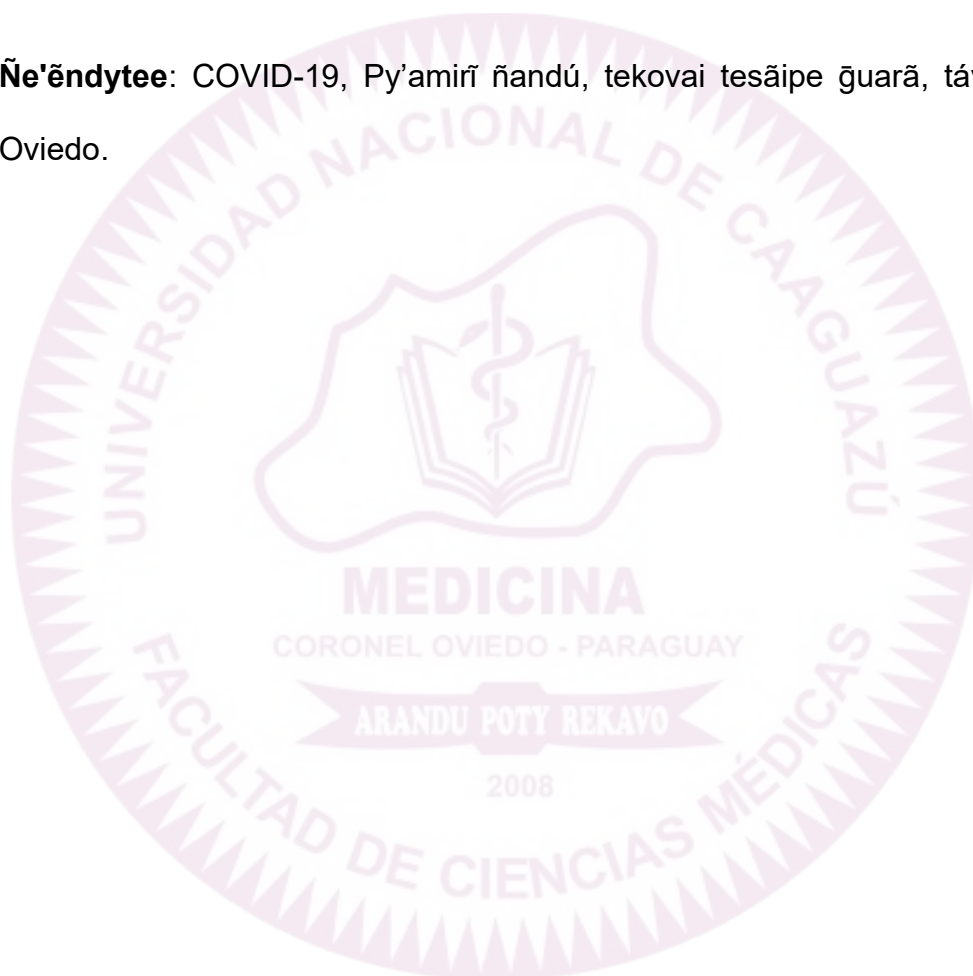 Ñe'ẽndytee: COVID-19, Py’amirĩ ñandú, tekovai tesãipe ḡuarã,
Oviedo.
UNIVERSIDAD NACIONAL DE CAAGUAZÚ
MEDICINA
CORONEL OVIEDO - PARAGUAY
ARANDU POTY REKAVO
2008
FACULTAD DE CIENCIAS MÉDICAS